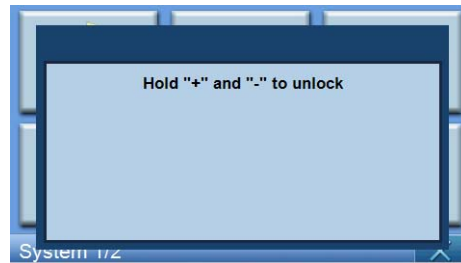 Hold "+" and "-" to unlock
System 1/2